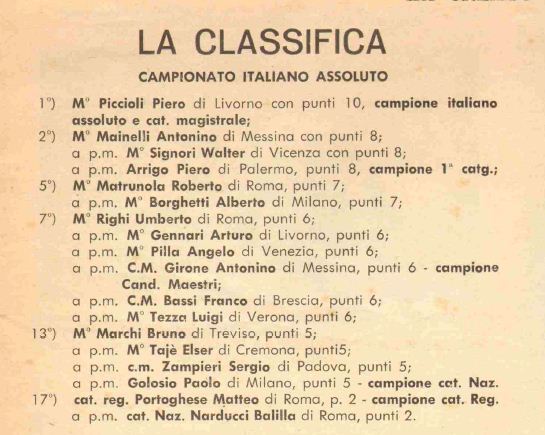 LA CLASSIFICA
CAMPIONATO ITALIANO ASSOLUTO
1°) M° Piccioli Piero di Livorno con punti 10, campione italiano
assoluto e cat. magistrale;
2°) M° Mainelli Antonino di Messina con punti 8;
a p.m. M° Signori Walter di Vicenza con punti 8;
a p.m. Arrigo Piero di Palermo, punti 8, campione 1ª catg.;
5°) M° Matrunola Roberto di Roma, punti 7;
a p.m. M° Borghetti Alberto di Milano, punti 7;
7°) M° Righi Umberto di Roma, punti 6;
a p.m. M° Gennari Arturo di Livorno, punti 6;
a p.m. M° Pilla Angelo di Venezia, punti 6;
a p.m. C.M. Girone Antonino di Messina, punti 6 - campione
Cand. Maestri;
a p.m. C.M. Bassi Franco di Brescia, punti 6;
a p.m. M° Tezza Luigi di Verona, punti 6;
13°) M° Marchi Bruno di Treviso, punti 5;
a p.m. M° Tajè Elser di Cremona, punti5;
a p.m. c.m. Zampieri Sergio di Padova, punti 5;
a p.m. Golosio Paolo di Milano, punti 5 - campione cat. Naz.
17°) cat. reg. Portoghese Matteo di Roma, p. 2 - campione cat. Reg.
a p.m. cat. Naz. Narducci Balilla di Roma, punti 2.